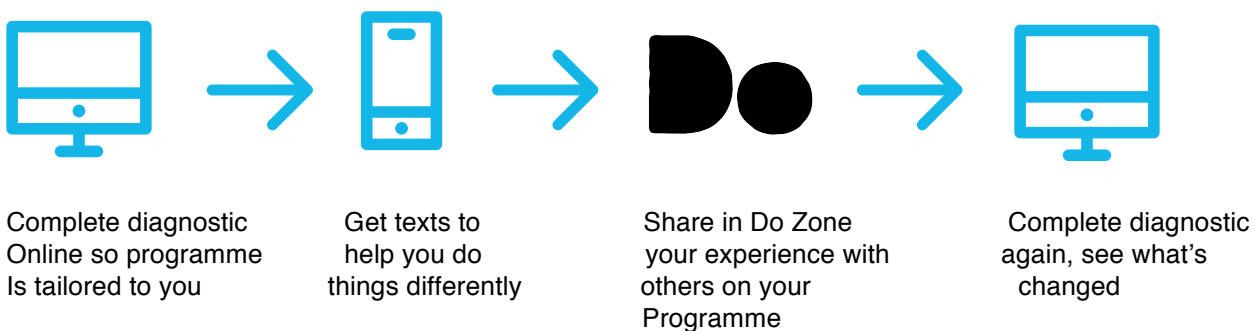 Do
Complete diagnostic
Online so programme
Is tailored to you
Get texts to
help you do
things differently
Share in Do Zone
your experience with
others on your
Programme
Complete diagnostic
again, see what's
changed